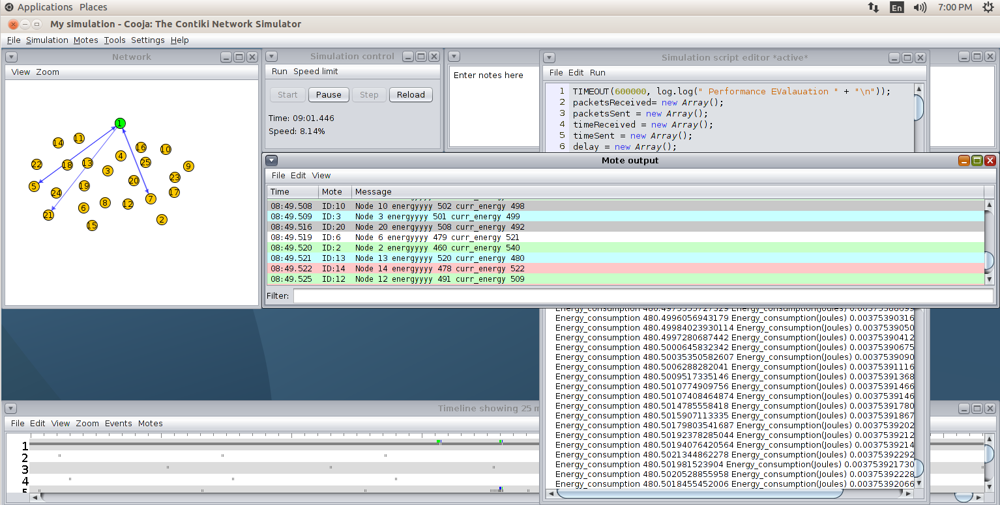 Applications Places En 7:00 PM
My simulation - Cooja: The Contiki Network Simulator
File Simulation Motes Tools Settings Help
Network
View Zoom
1
14 11 16 10
22 18 13 4 25 9
3 23
5 24 19 20 17
6 8 12 7
21 15 2
Simulation control
Run Speed limit
Start Pause Step Reload
Time: 09:01.446
Speed: 8.14%
Enter notes here
Simulation script editor *active*
File Edit Run
1 TIMEOUT(600000, log.log(" Performance EValauation " + "\n"));
2 packetsReceived= new Array();
3 packetsSent = new Array();
4 timeReceived = new Array();
5 timeSent = new Array();
6 delay = new Array();
Mote output
File Edit View
Time Mote Message
08:49.508 ID:10 Node 10 energyyyy 502 curr_energy 498
08:49.509 ID:3 Node 3 energyyyy 501 curr_energy 499
08:49.516 ID:20 Node 20 energyyyy 508 curr_energy 492
08:49.519 ID:6 Node 6 energyyyy 479 curr_energy 521
08:49.520 ID:2 Node 2 energyyyy 460 curr_energy 540
08:49.521 ID:13 Node 13 energyyyy 520 curr_energy 480
08:49.522 ID:14 Node 14 energyyyy 478 curr_energy 522
08:49.525 ID:12 Node 12 energyyyy 491 curr_energy 509
Filter:
Energy_consumption 480.4996056943179 Energy_consumption(Joules) 0.00375390316
Energy_consumption 480.49984023930114 Energy_consumption(Joules) 0.0037539050
Energy_consumption 480.4997280687442 Energy_consumption(Joules) 0.00375390412
Energy_consumption 480.5000645832342 Energy_consumption(Joules) 0.00375390675
Energy_consumption 480.50035350582607 Energy_consumption(Joules) 0.0037539090
Energy_consumption 480.5006288282041 Energy_consumption(Joules) 0.00375391116
Energy_consumption 480.5009517335146 Energy_consumption(Joules) 0.00375391368
Energy_consumption 480.5010774909756 Energy_consumption(Joules) 0.00375391466
Energy_consumption 480.50107408464874 Energy_consumption(Joules) 0.0037539146
Energy_consumption 480.5014785558418 Energy_consumption(Joules) 0.00375391780
Energy_consumption 480.5015907113335 Energy_consumption(Joules) 0.00375391867
Energy_consumption 480.50179803541687 Energy_consumption(Joules) 0.0037539202
Energy_consumption 480.50192378285044 Energy_consumption(Joules) 0.0037539212
Energy_consumption 480.50194076420564 Energy_consumption(Joules) 0.0037539214
Energy_consumption 480.5021344862278 Energy_consumption(Joules) 0.00375392292
Energy_consumption 480.501981523904 Energy_consumption(Joules) 0.003753921730
Energy_consumption 480.5020528855958 Energy_consumption(Joules) 0.00375392228
Energy_consumption 480.5018455452006 Energy_consumption(Joules) 0.00375392066
Timeline showing 25 m
File Edit View Zoom Events Motes
1
2
3
4
5